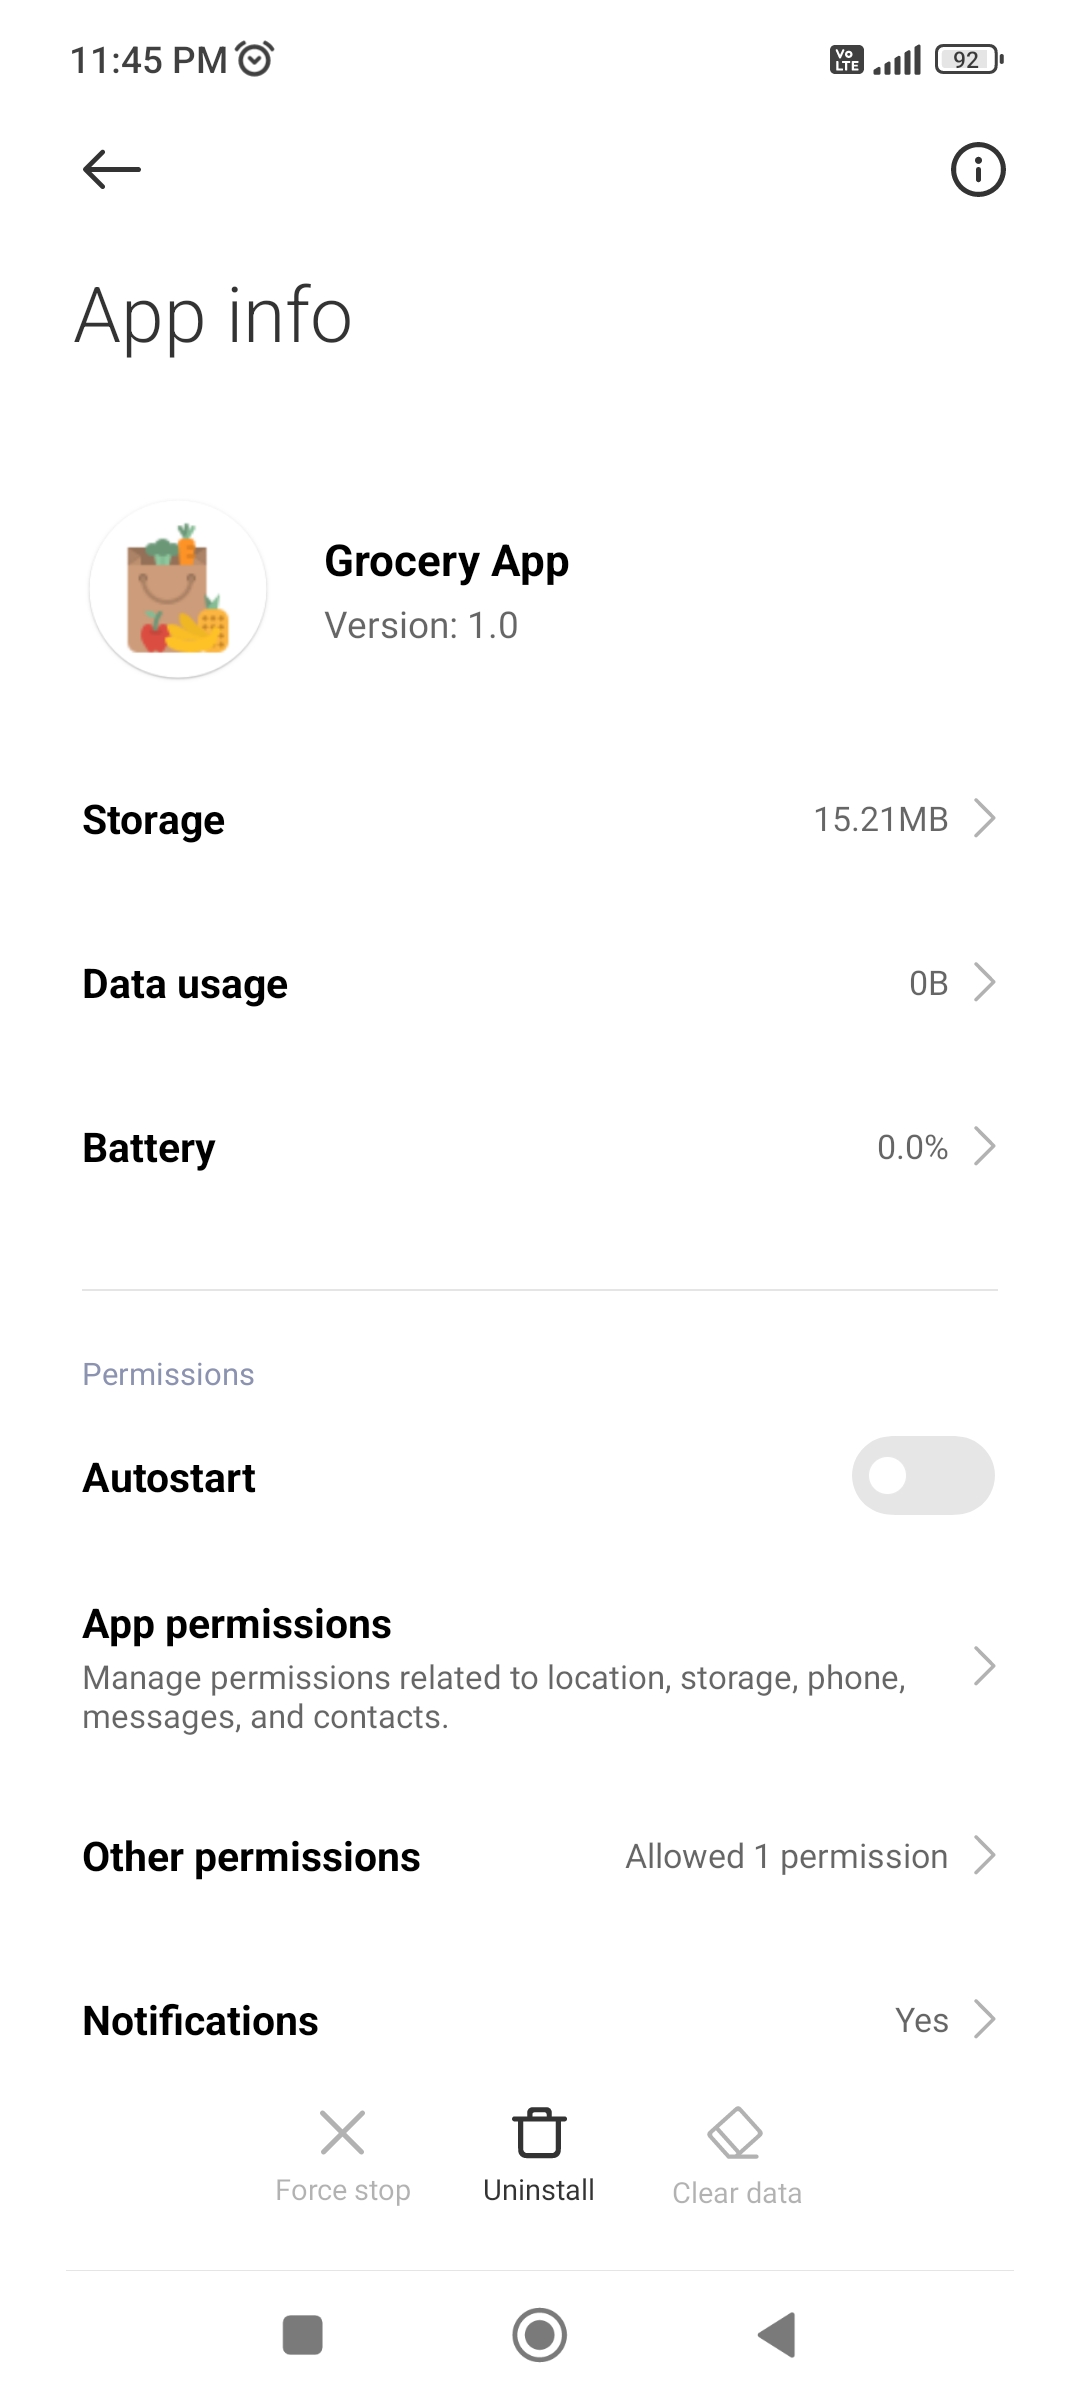 11:45 PM
Vo LTE
92
App info
Grocery App
Version: 1.0
Storage 15.21MB
Data usage 0B
Battery 0.0%
Permissions
Autostart
App permissions
Manage permissions related to location, storage, phone,
messages, and contacts.
Other permissions Allowed 1 permission
Notifications Yes
Force stop Uninstall Clear data